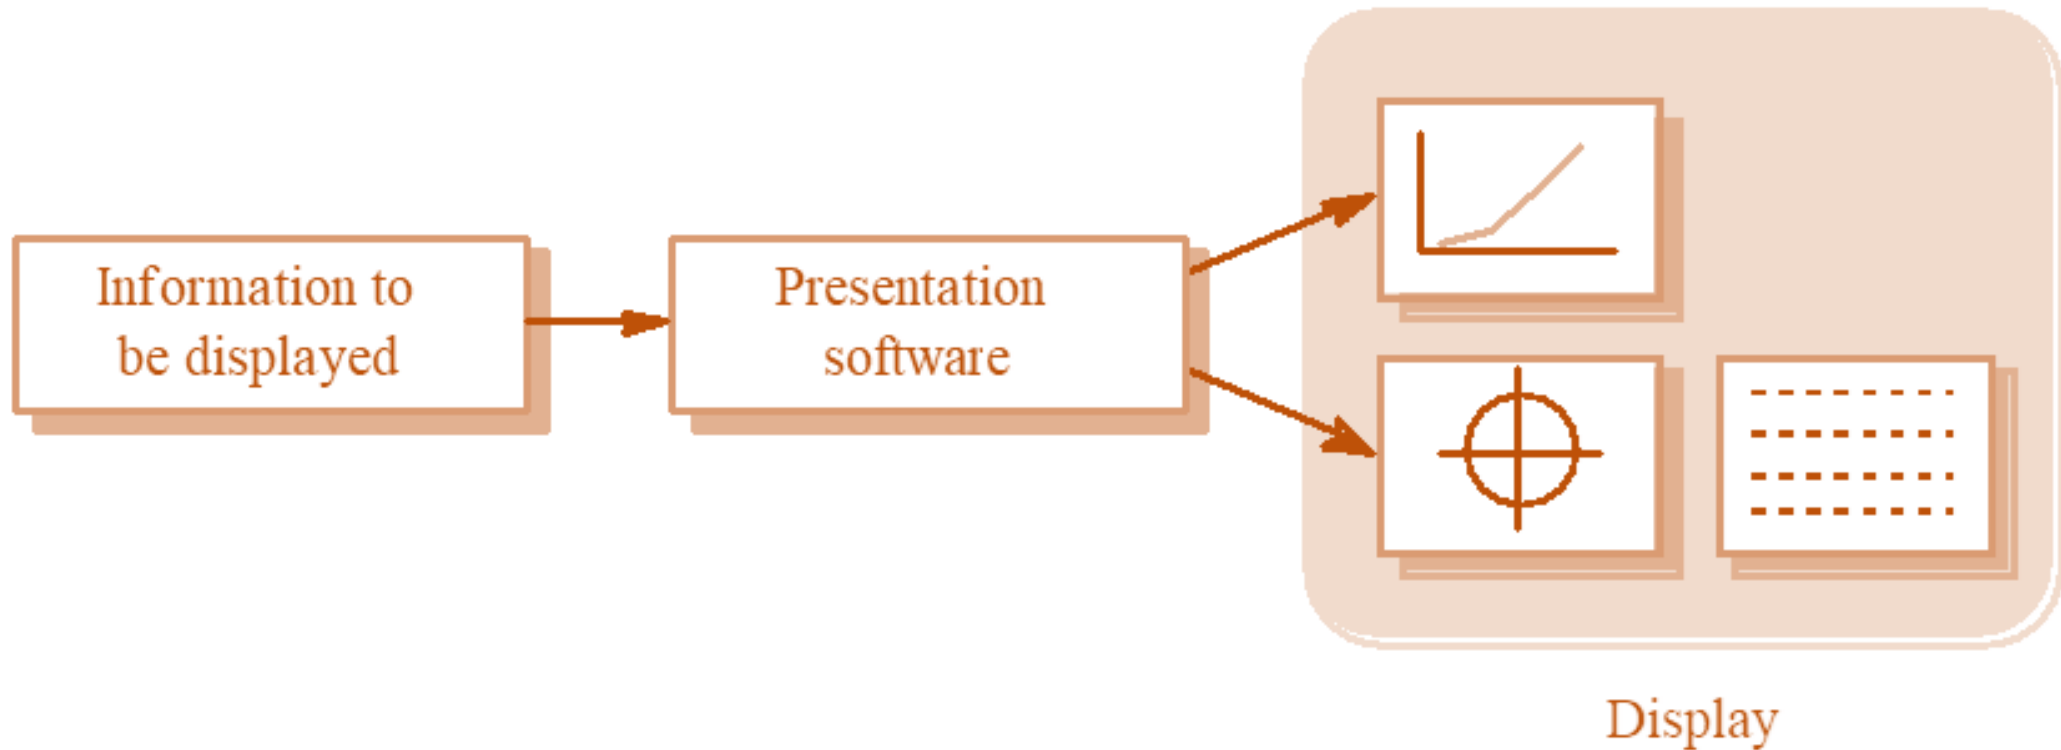 Information to
be displayed
Presentation
software
Display